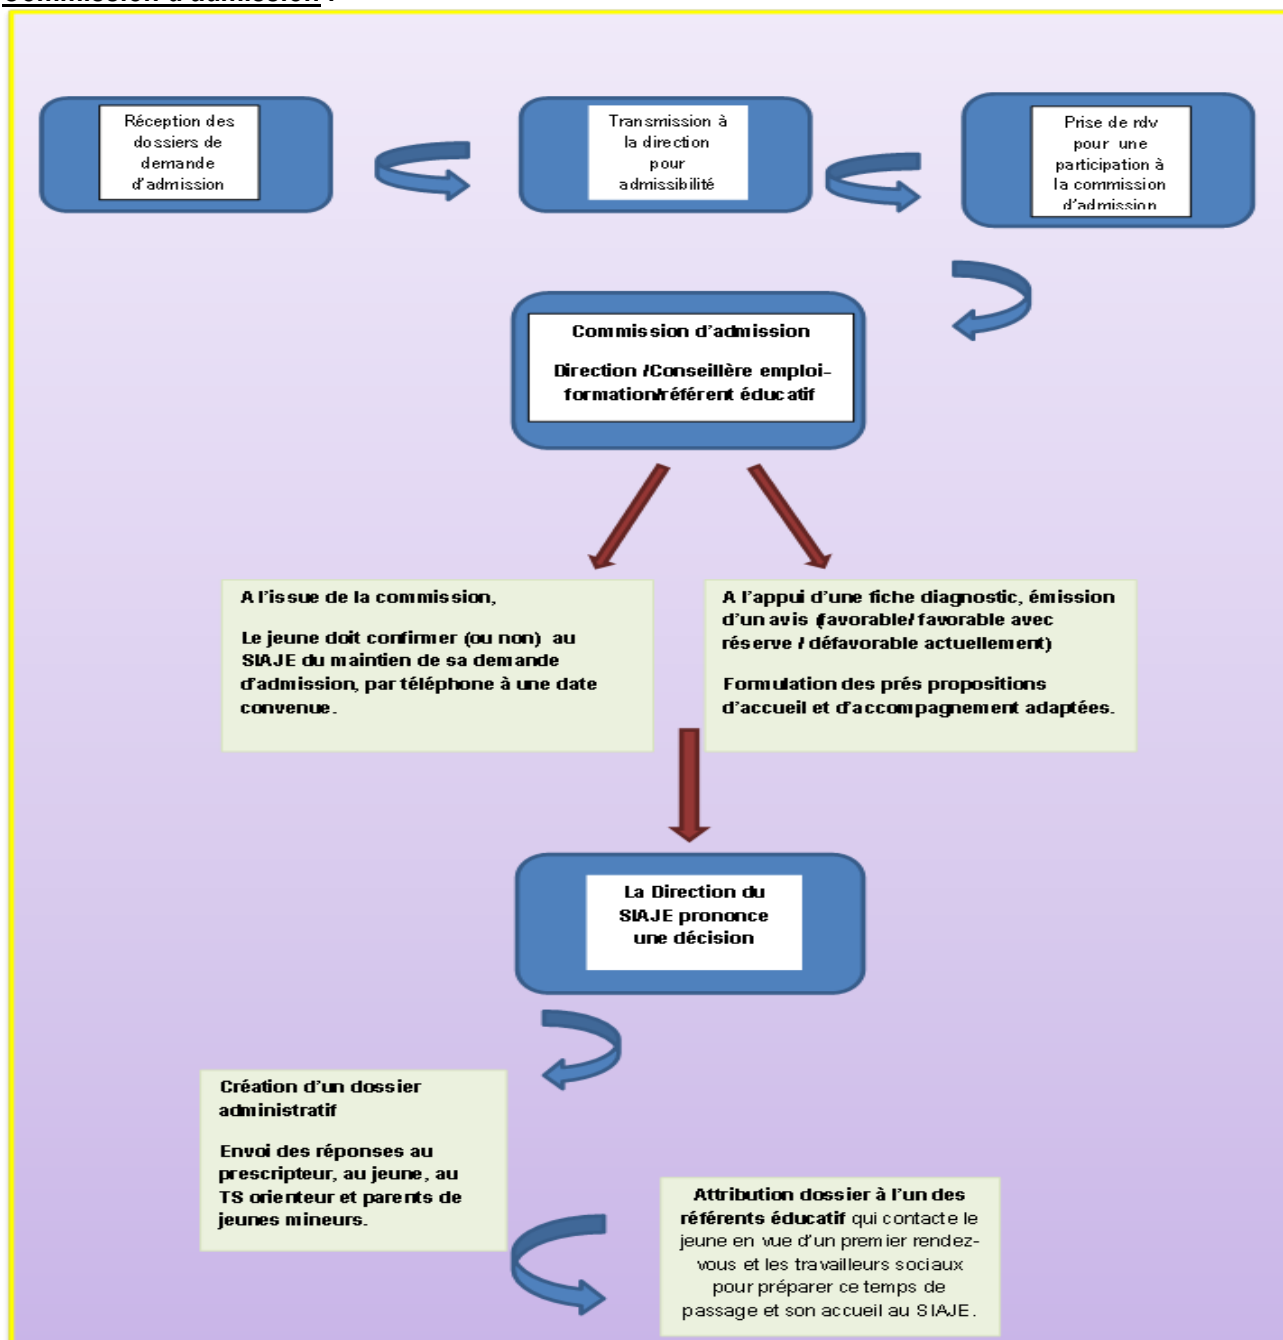 Commission d'admission :
Réception des
dossiers de
demande
d'admission
Transmission à
la direction
pour
admissibilité
Prise de rdv
pour une
participation à
la commission
d'admission
Commission d'admission
Direction /Conseillère emploi-
formation/référent éducatif
A l'issue de la commission,
Le jeune doit confirmer (ou non) au
SIAJE du maintien de sa demande
d'admission, par téléphone à une date
convenue.
A l'appui d'une fiche diagnostic, émission
d'un avis (favorable/ favorable avec
réserve / défavorable actuellement)
Formulation des prés propositions
d'accueil et d'accompagnement adaptées.
La Direction du
SIAJE prononce
une décision
Création d'un dossier
administratif
Envoi des réponses au
prescripteur, au jeune, au
TS orienteur et parents de
jeunes mineurs.
Attribution dossier à l'un des
référents éducatif qui contacte le
jeune en vue d'un premier rendez-
vous et les travailleurs sociaux
pour préparer ce temps de
passage et son accueil au SIAJE.